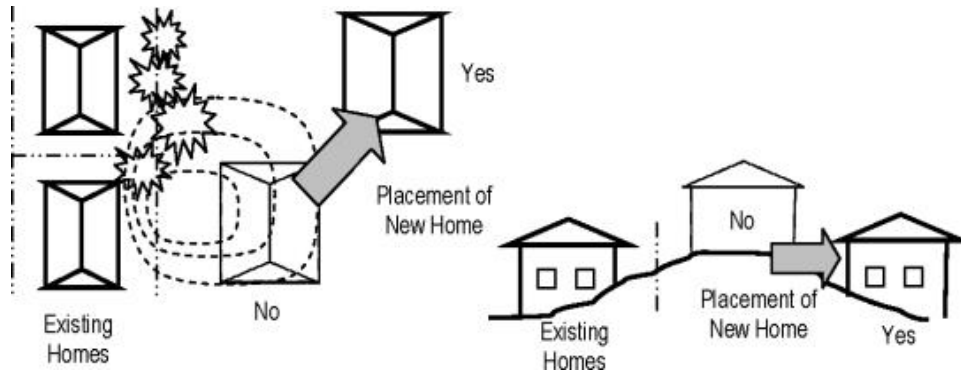 Yes
Placement of
New Home
No
Existing
Homes
No
Existing
Homes
Placement of
New Home
Yes